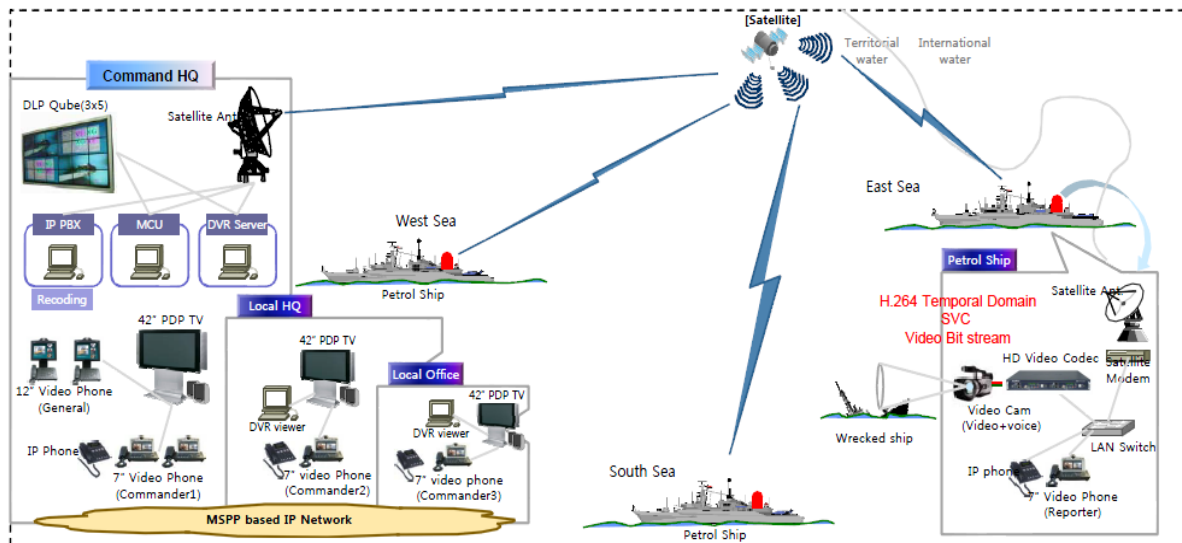 [Satellite]
Territorial
water
International
water
Command HQ
DLP Qube(3x5)
Satellite Ant.
IP PBX
MCU
DVR Server
Recoding
West Sea
Petrol Ship
East Sea
Petrol Ship
Satellite Ant.
H.264 Temporal Domain
SVC
Video Bit stream
HD Video Codec
Satellite
Modem
Video Cam
(Video+voice)
Wrecked ship
LAN Switch
IP phone
7" Video Phone
(Reporter)
Local HQ
42" PDP TV
42" PDP TV
Local Office
42" PDP TV
12" Video Phone
(General)
DVR viewer
DVR viewer
IP Phone
7" Video Phone
(Commander1)
7" video Phone
(Commander2)
7" video phone
(Commander3)
South Sea
Petrol Ship
MSPP based IP Network